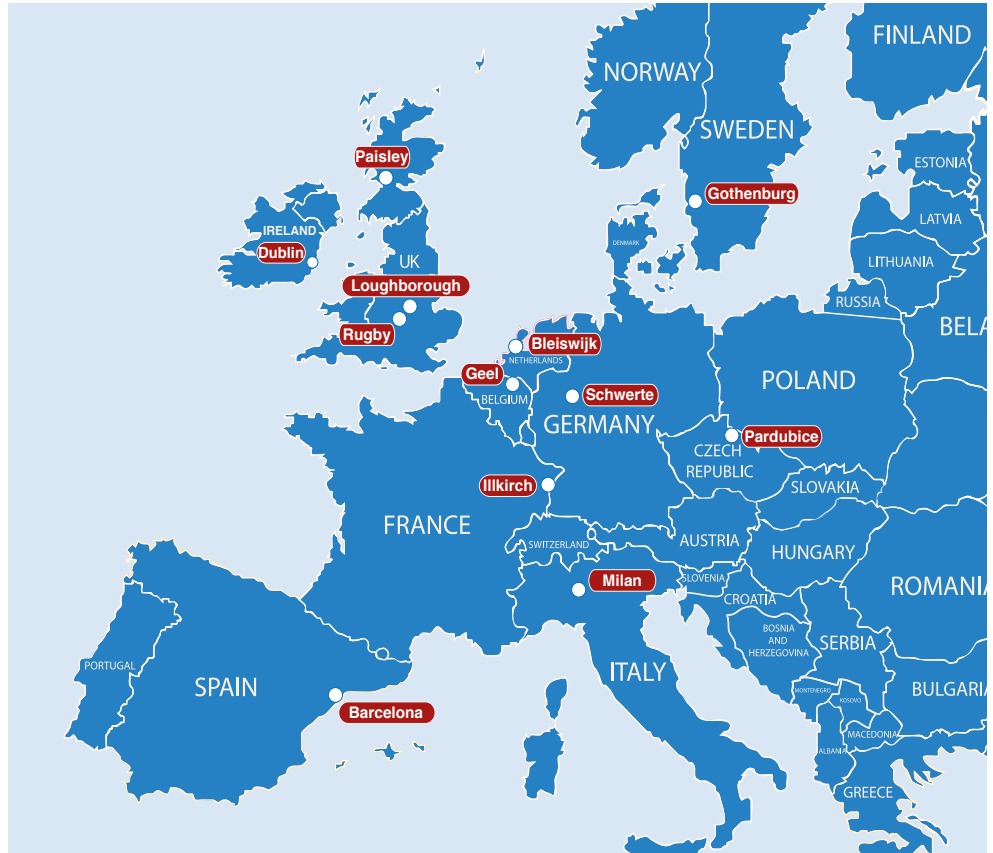 FINLAND
NORWAY
SWEDEN
Paisley
ESTONIA
Gothenburg
LATVIA
IRELAND
DENMARK
Dublin
UK
LITHUANIA
Loughborough
RUSSIA
Rugby
BELA
Bleiswijk
NETHERLANDS
Geel
POLAND
BELGIUM
Schwerte
GERMANY
Pardubice
CZECH
REPUBLIC
Illkirch
SLOVAKIA
FRANCE
AUSTRIA
SWITZERLAND
HUNGARY
Milan
SLOVENIA
ROMANIA
CROATIA
BOSNIA
AND
HERZEGOVINA
SERBIA
PORTUGAL
ITALY
SPAIN
BULGARIA
MONTENEGRO
KOSOVO
Barcelona
MACEDONIA
ALBANIA
GREECE